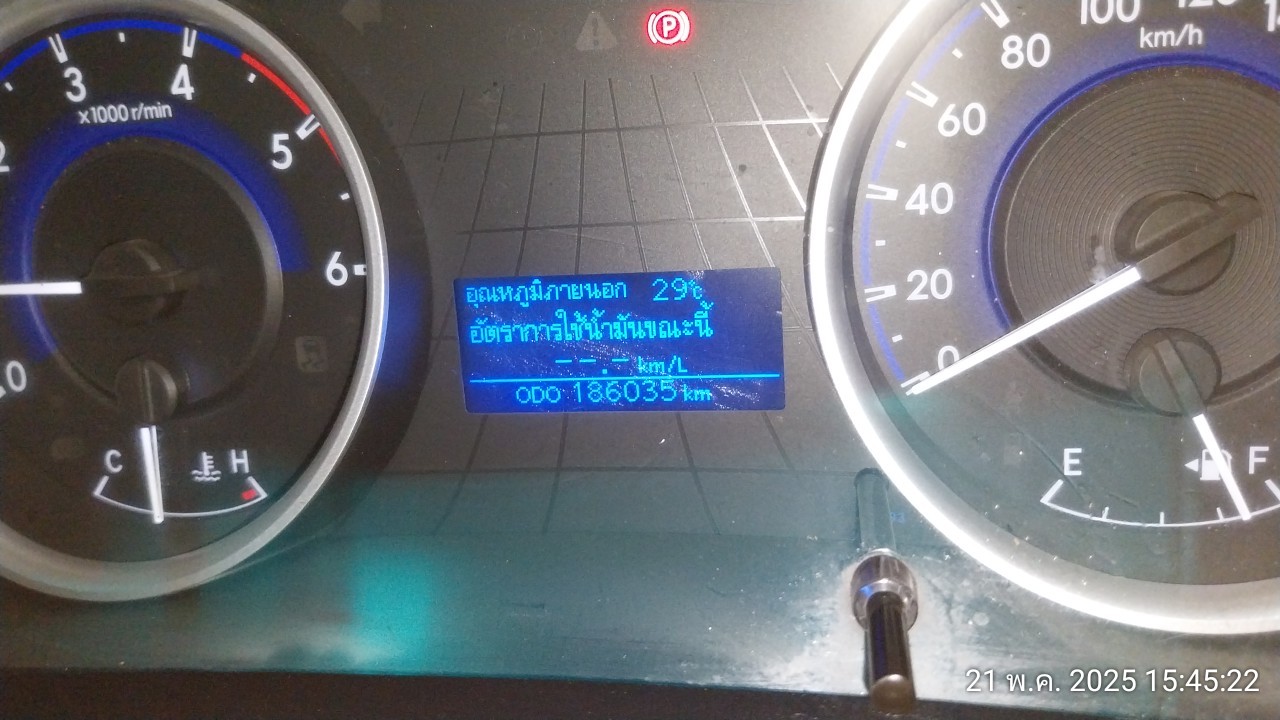 3
4
x1000 r/min
2
5
6
0
C
H
P
อุณหภูมิภายนอก 29℃
อัตราการใช้น้ำมันขณะนี้
--.- km/L
ODO 186035 km
100
km/h
80
60
40
20
0
E
F
21 พ.ค. 2025 15:45:22